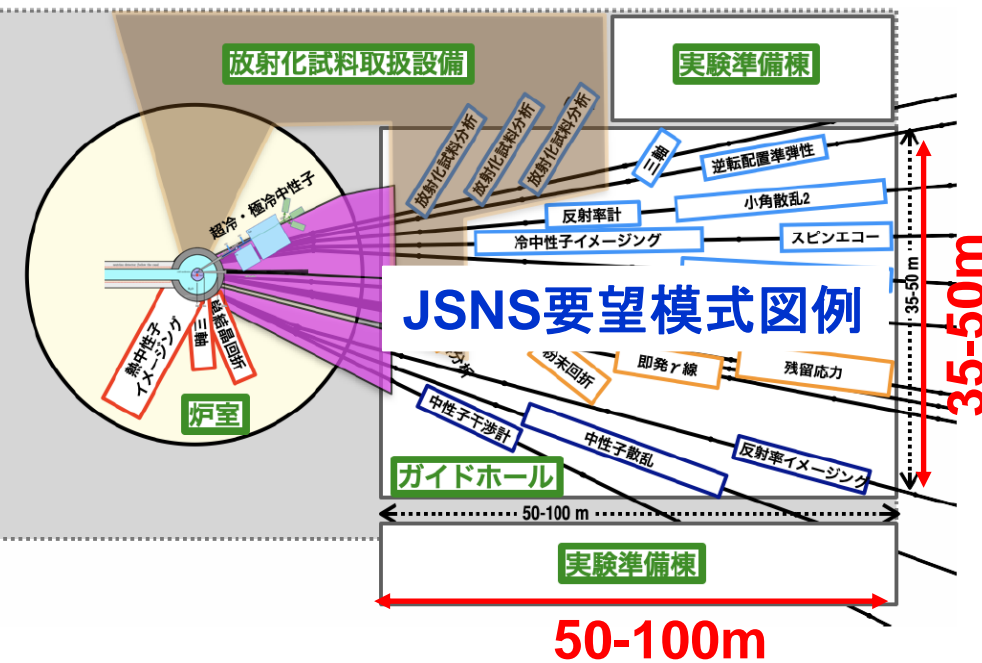 放射化試料取扱設備
実験準備棟
放射化試料分析
放射化試料分析
放射化試料分析
三軸
逆転配置準弾性
超冷・極冷中性子
反射率計
小角散乱2
冷中性子イメージング
スピンエコー
JSNS要望模式図例
35-50 m
35-50m
熱中性子
イメージング
三軸
単結晶回折
炉室
分析
粉末回折
即発γ線
残留応力
中性子干渉計
中性子散乱
反射率イメージング
ガイドホール
50-100 m
実験準備棟
50-100m